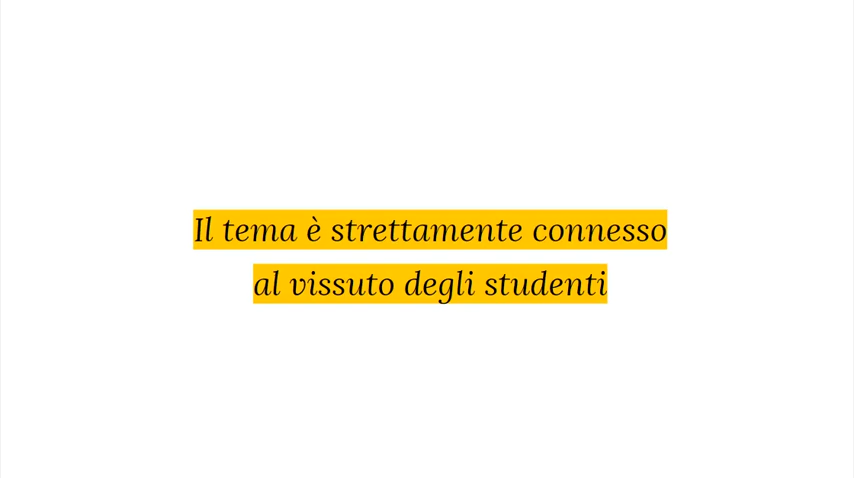 Il tema è strettamente connesso
al vissuto degli studenti